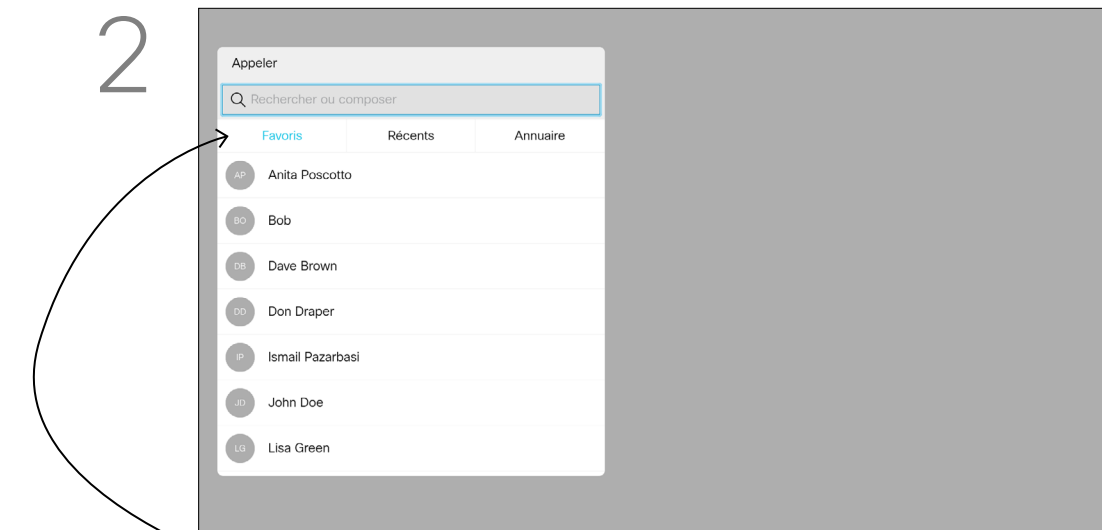 2
Appeler
Rechercher ou composer
Favoris Récents Annuaire
AP Anita Poscotto
BO Bob
DB Dave Brown
DD Don Draper
IP Ismail Pazarbasi
JD John Doe
LG Lisa Green